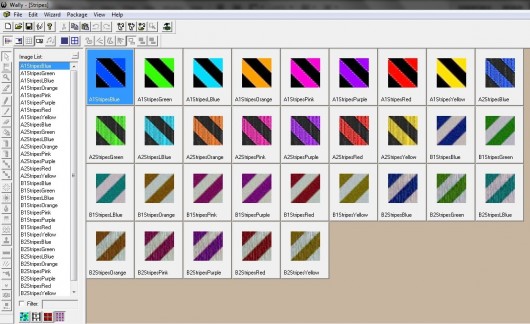 Wally - [Stripes]
File Edit Wizard Package View Help
Image List
A1StripesBlue
A1StripesGreen
A1StripesLBlue
A1StripesOrange
A1StripesPink
A1StripesPurple
A1StripesRed
A1StripesYellow
A2StripesBlue
A2StripesGreen
A2StripesLBlue
A2StripesOrange
A2StripesPink
A2StripesPurple
A2StripesRed
A2StripesYellow
B1StripesBlue
B1StripesGreen
B1StripesLBlue
B1StripesOrange
B1StripesPink
B1StripesPurple
B1StripesRed
B1StripesYellow
B2StripesBlue
B2StripesGreen
B2StripesLBlue
B2StripesOrange
B2StripesPink
B2StripesPurple
B2StripesRed
B2StripesYellow
Filter:
A1StripesBlue A1StripesGreen A1StripesLBlue A1StripesOrange A1StripesPink A1StripesPurple A1StripesRed A1StripesYellow A2StripesBlue
A2StripesGreen A2StripesLBlue A2StripesOrange A2StripesPink A2StripesPurple A2StripesRed A2StripesYellow B1StripesBlue B1StripesGreen
B1StripesLBlue B1StripesOrange B1StripesPink B1StripesPurple B1StripesRed B1StripesYellow B2StripesBlue B2StripesGreen B2StripesLBlue
B2StripesOrange B2StripesPink B2StripesPurple B2StripesRed B2StripesYellow